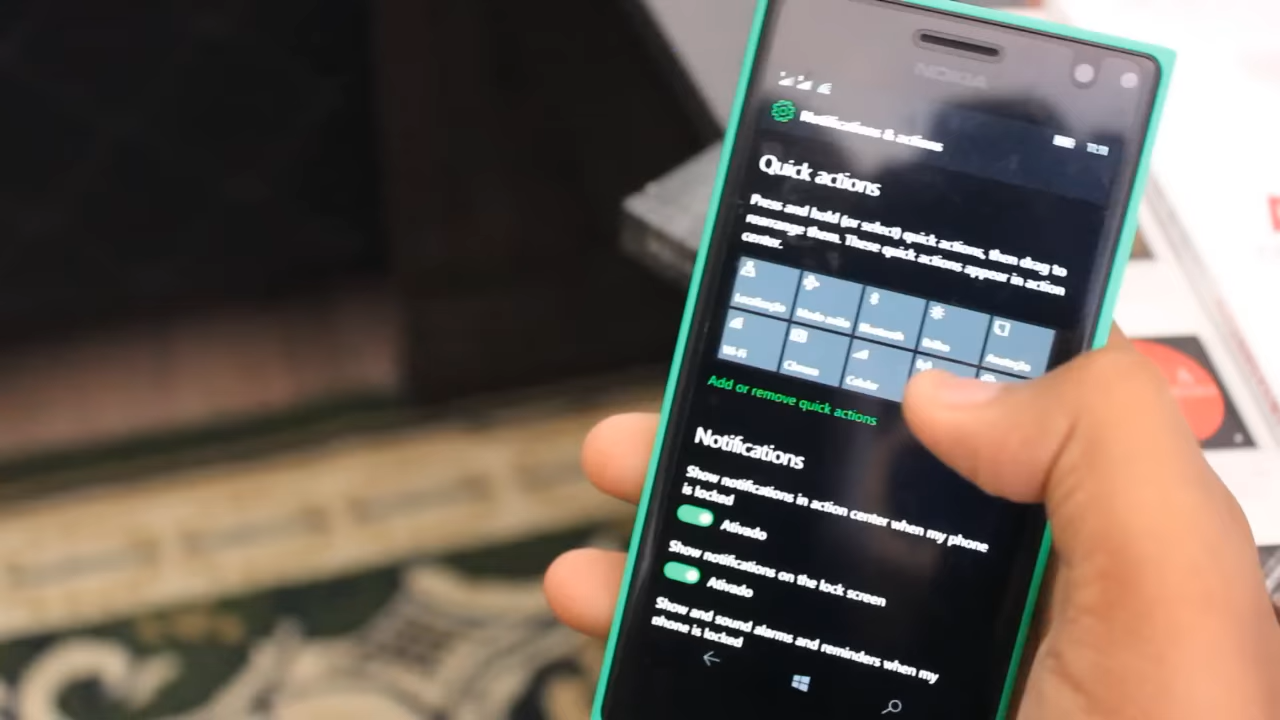 NOKIA
Notifications & actions
Quick actions
Press and hold (or select) quick actions, then drag to
rearrange them. These quick actions appear in action
center.
Localização
Modo avião
Bluetooth
Brilho
Anotação
Wi-Fi
Câmera
Celular
Add or remove quick actions
Notifications
Show notifications in action center when my phone
is locked
Ativado
Show notifications on the lock screen
Ativado
Show and sound alarms and reminders when my
phone is locked